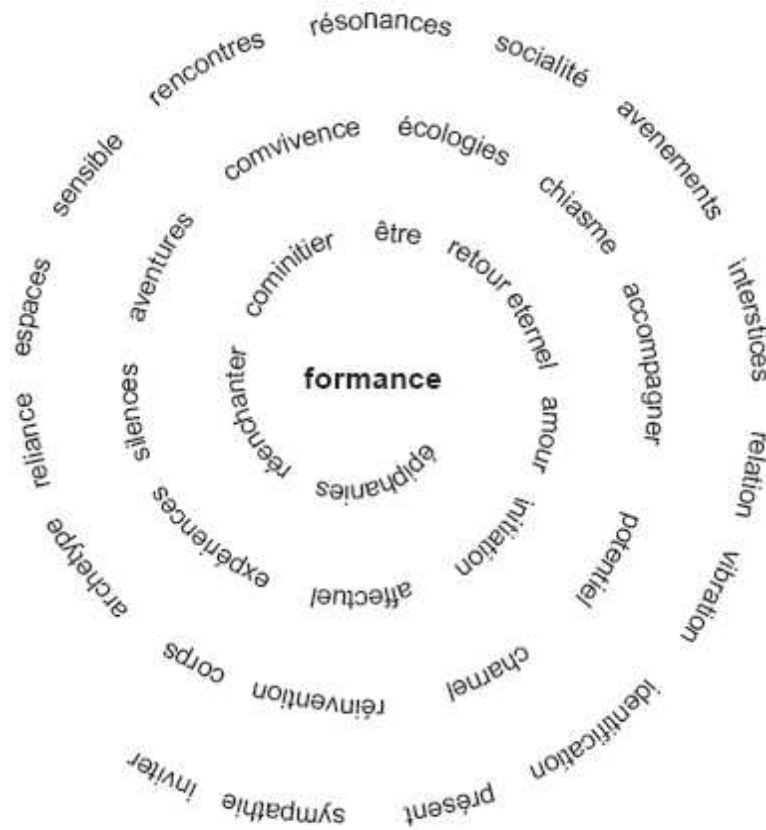 formance
épiphanies
réenchanter
cominitier
être
retour eternel
amour
initiation
affectuel
expériences
silences
aventures
comvivence
écologies
chiasme
accompagner
potentiel
charnel
réinvention
corps
archetype
reliance
espaces
sensible
rencontres
résonances
socialité
avenements
interstices
relation
vibration
identification
présent
sympathie
inviter